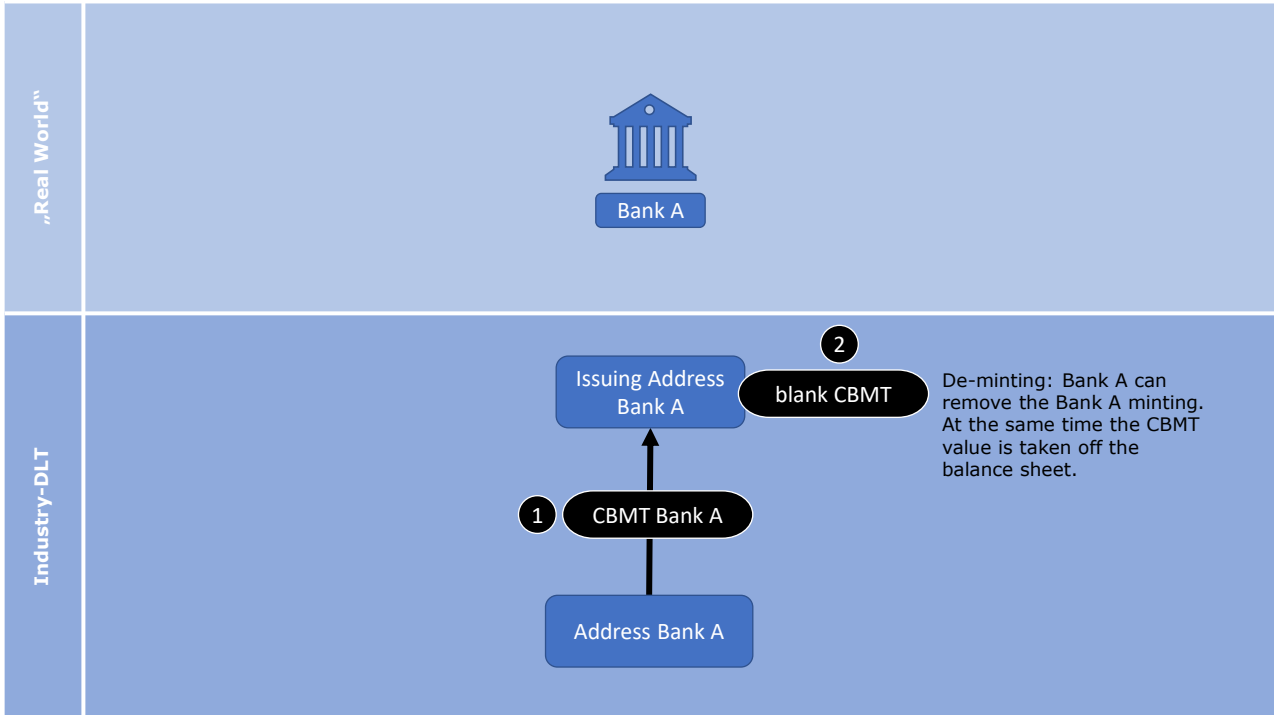 „Real World“
Bank A
Industry-DLT
Issuing Address
Bank A
2
blank CBMT
De-minting: Bank A can
remove the Bank A minting.
At the same time the CBMT
value is taken off the
balance sheet.
1
CBMT Bank A
Address Bank A